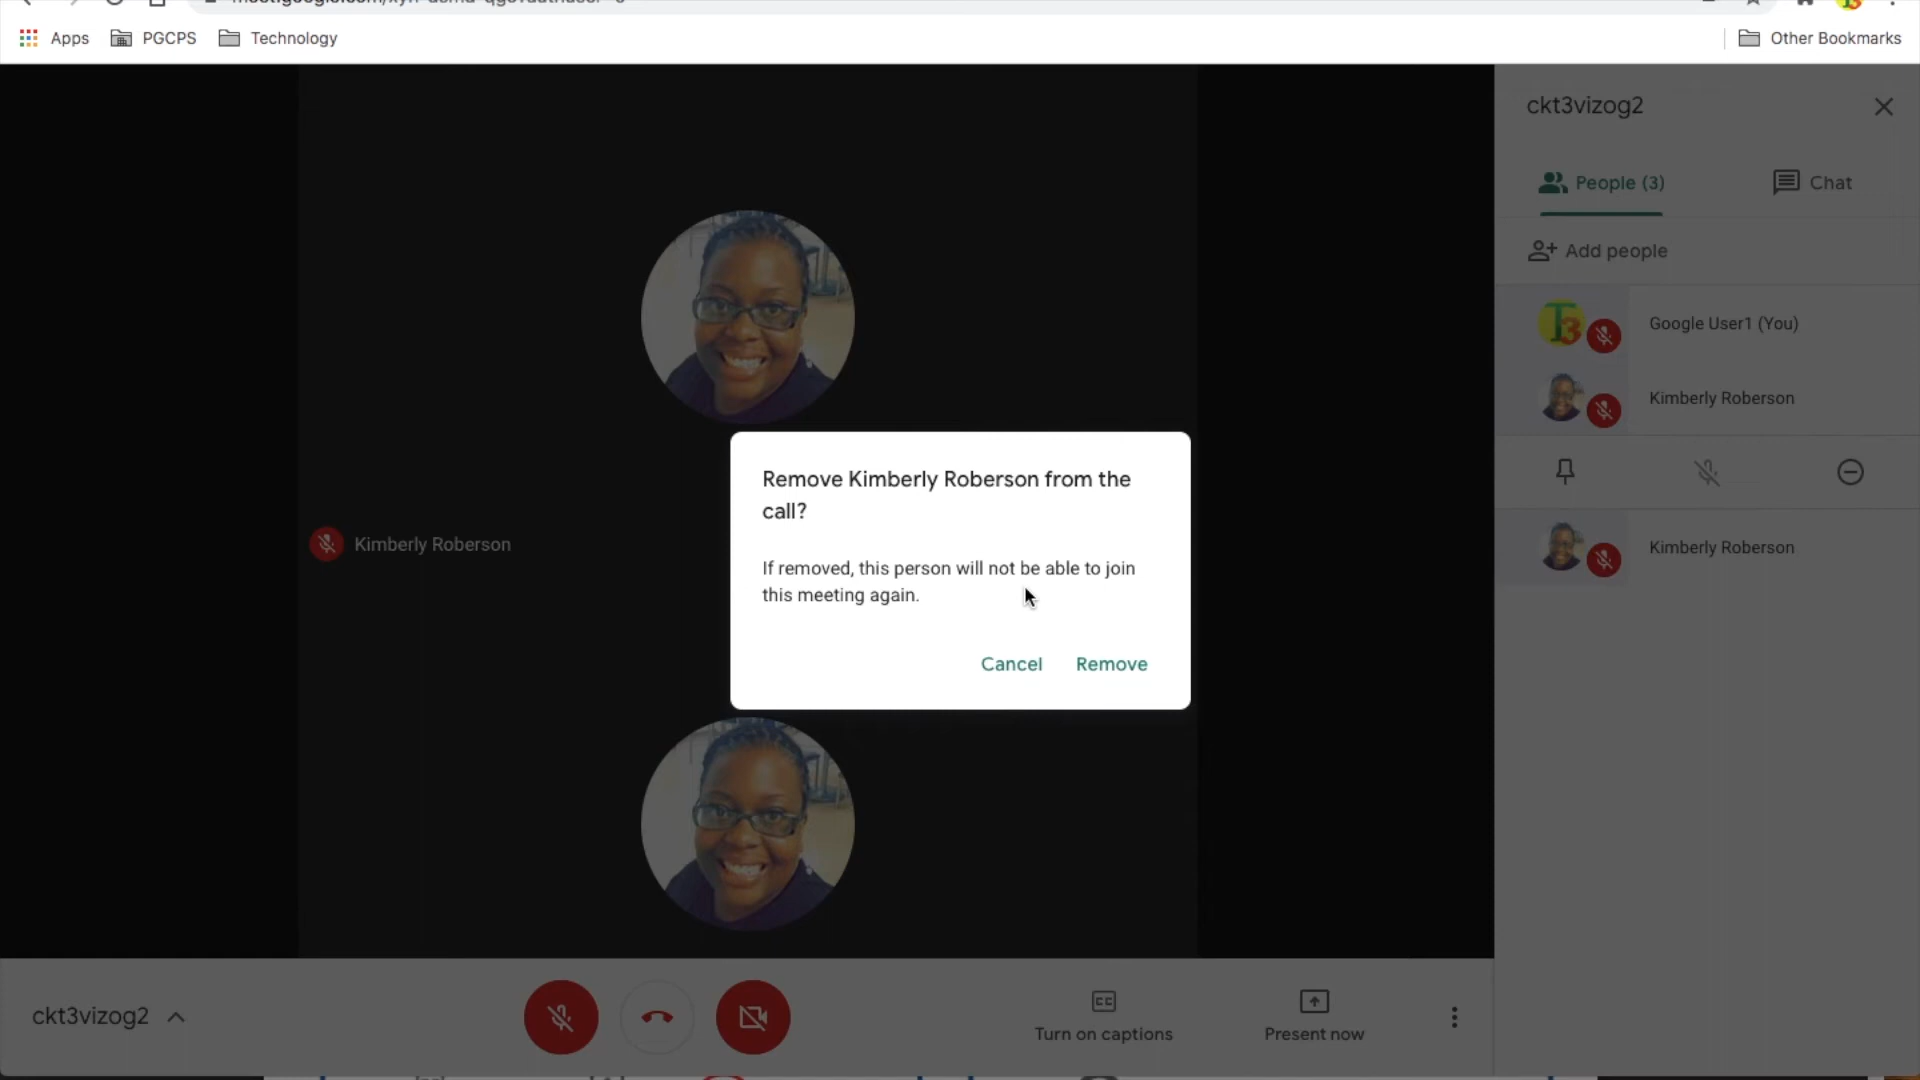 Apps
PGCPS
Technology
Other Bookmarks
ckt3vizog2
People (3)
Chat
Add people
Google User1 (You)
Kimberly Roberson
Kimberly Roberson
Kimberly Roberson
Remove Kimberly Roberson from the
call?
If removed, this person will not be able to join
this meeting again.
Cancel
Remove
ckt3vizog2
Turn on captions
Present now